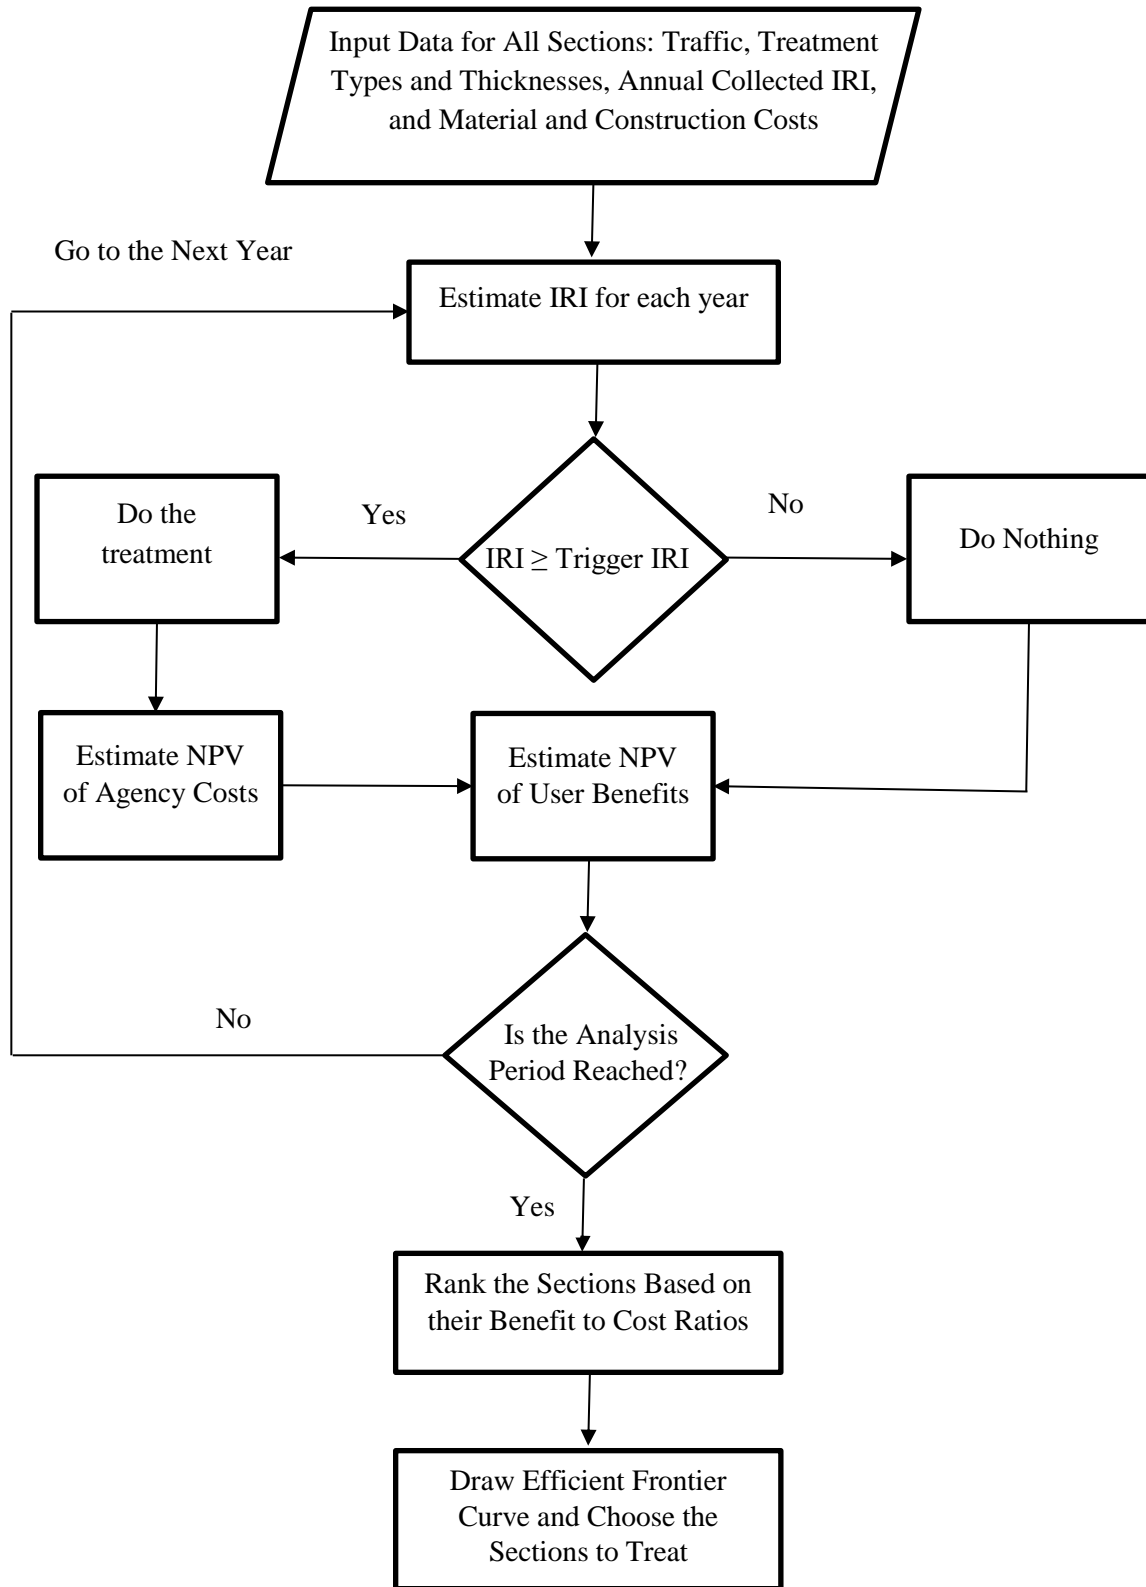 Input Data for All Sections: Traffic, Treatment
Types and Thicknesses, Annual Collected IRI,
and Material and Construction Costs
Go to the Next Year
Estimate IRI for each year
Do the
treatment
Yes
IRI ≥ Trigger IRI
No
Do Nothing
Estimate NPV
of Agency Costs
Estimate NPV
of User Benefits
No
Is the Analysis
Period Reached?
Yes
Rank the Sections Based on
their Benefit to Cost Ratios
Draw Efficient Frontier
Curve and Choose the
Sections to Treat